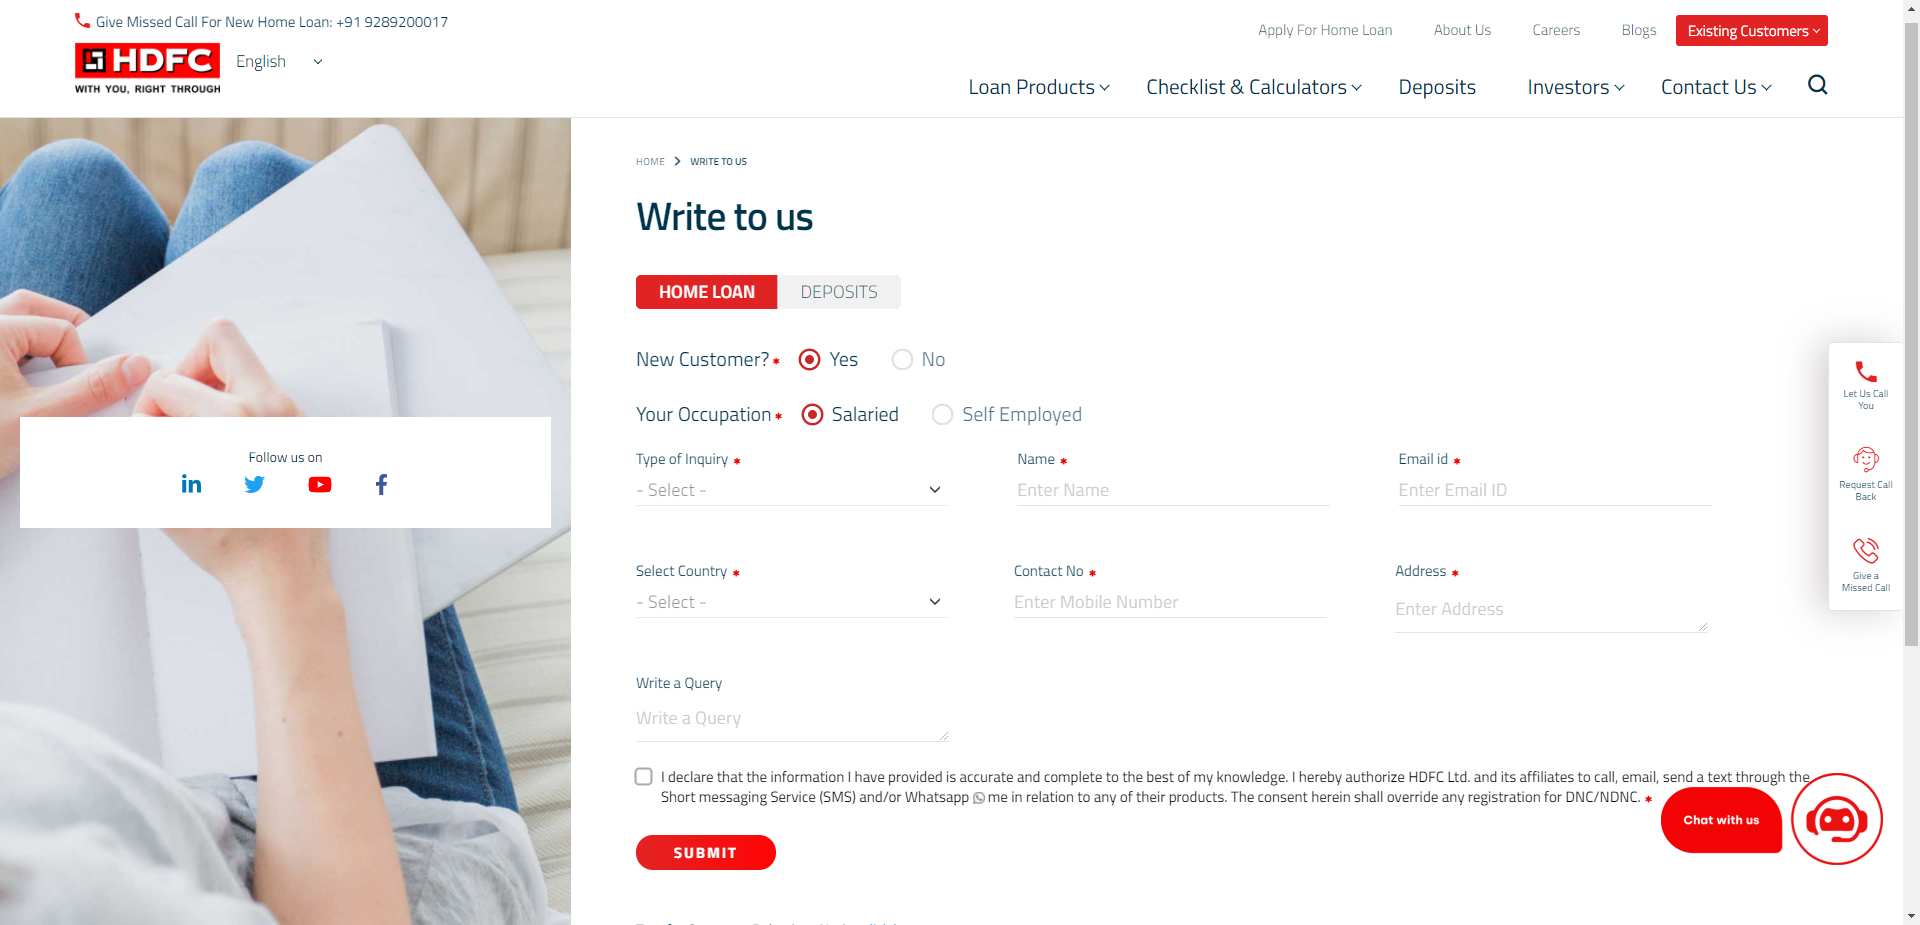 Give Missed Call For New Home Loan: +91 9289200017
Apply For Home Loan
About Us
Careers
Blogs
Existing Customers
HDFC
WITH YOU, RIGHT THROUGH
English
Loan Products
Checklist & Calculators
Deposits
Investors
Contact Us
HOME
WRITE TO US
Write to us
HOME LOAN
DEPOSITS
New Customer?*
Yes
No
Your Occupation*
Salaried
Self Employed
Type of Inquiry *
Name *
Email id *
- Select -
Enter Name
Enter Email ID
Select Country *
Contact No *
Address *
- Select -
Enter Mobile Number
Enter Address
Write a Query
Write a Query
I declare that the information I have provided is accurate and complete to the best of my knowledge. I hereby authorize HDFC Ltd. and its affiliates to call, email, send a text through the
Short messaging Service (SMS) and/or Whatsapp me in relation to any of their products. The consent herein shall override any registration for DNC/NDNC. *
SUBMIT
Follow us on
Let Us Call
You
Request Call
Back
Give a
Missed Call
Chat with us